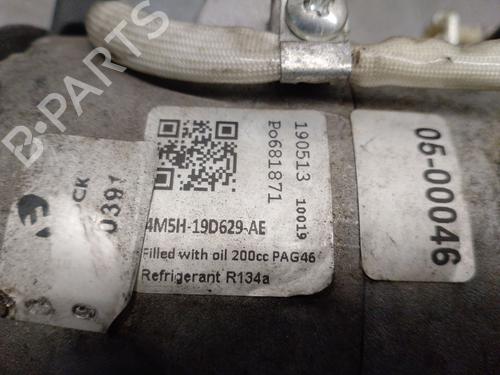 B-PARTS
190513
Po681871
10019
4M5H-19D629-AE
Filled with oil 200cc PAG46
Refrigerant R134a
05-00046
CK
0391